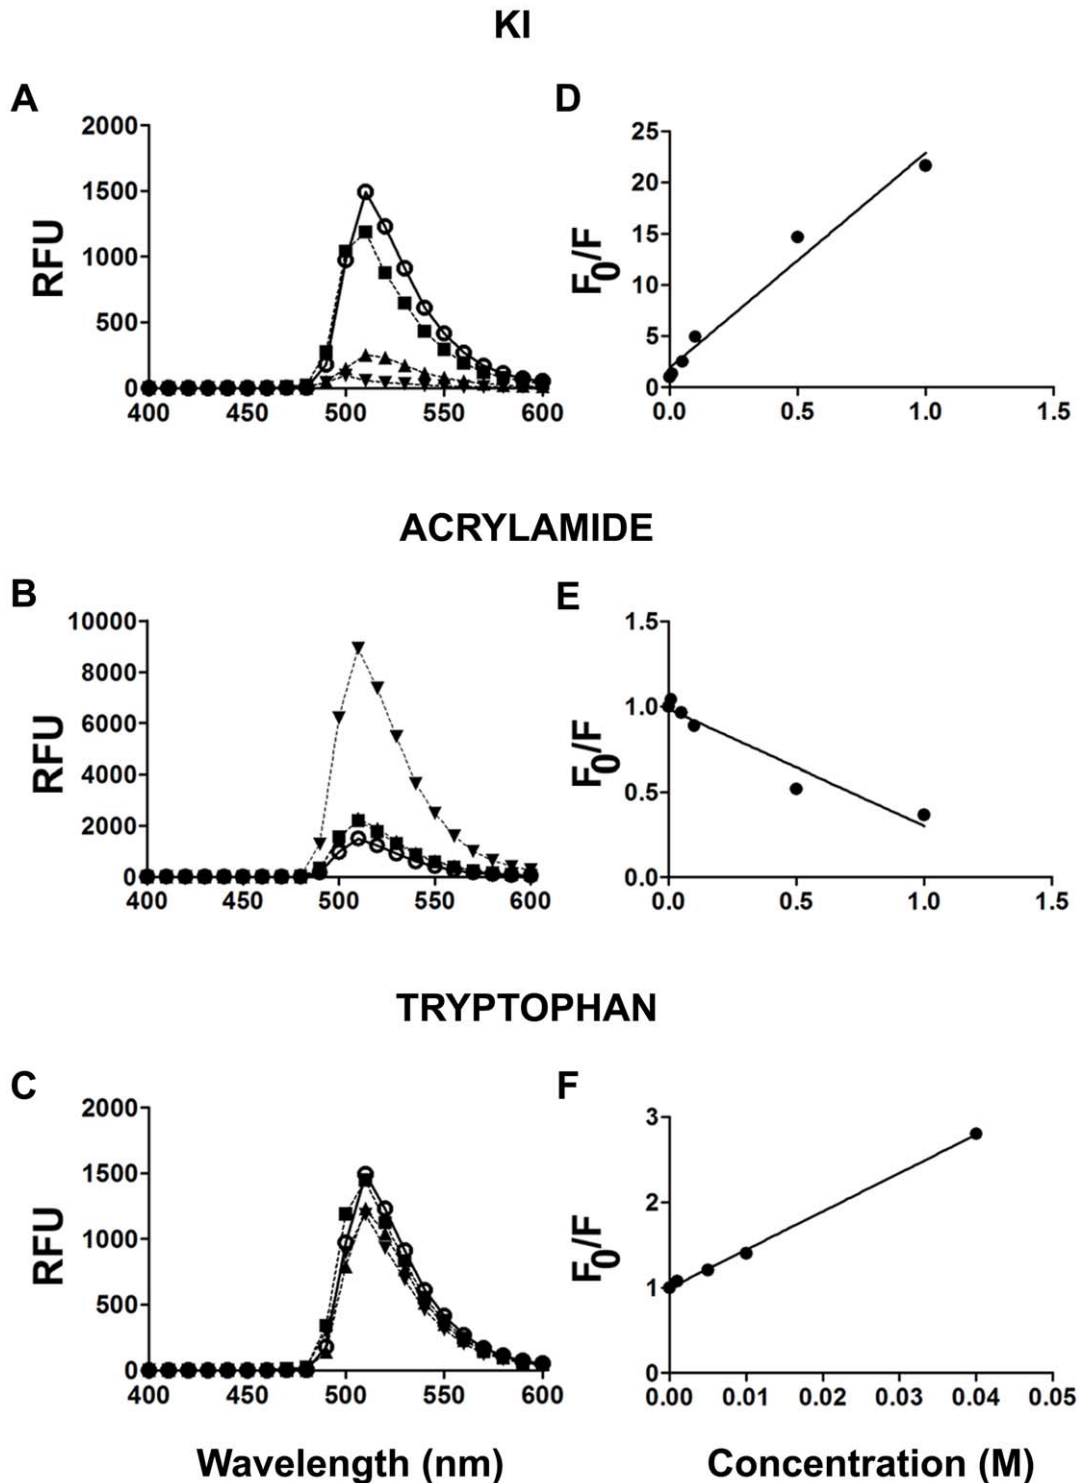 KI
A
D
2000
1500
1000
500
0
RFU
400 450 500 550 600
25
20
15
10
5
0
F0/F
0.0 0.5 1.0 1.5
ACRYLAMIDE
B
E
10000
8000
6000
4000
2000
0
RFU
400 450 500 550 600
1.5
1.0
0.5
0.0
F0/F
0.0 0.5 1.0 1.5
TRYPTOPHAN
C
F
2000
1500
1000
500
0
RFU
400 450 500 550 600
3
2
1
0
F0/F
0.00 0.01 0.02 0.03 0.04 0.05
Wavelength (nm)
Concentration (M)